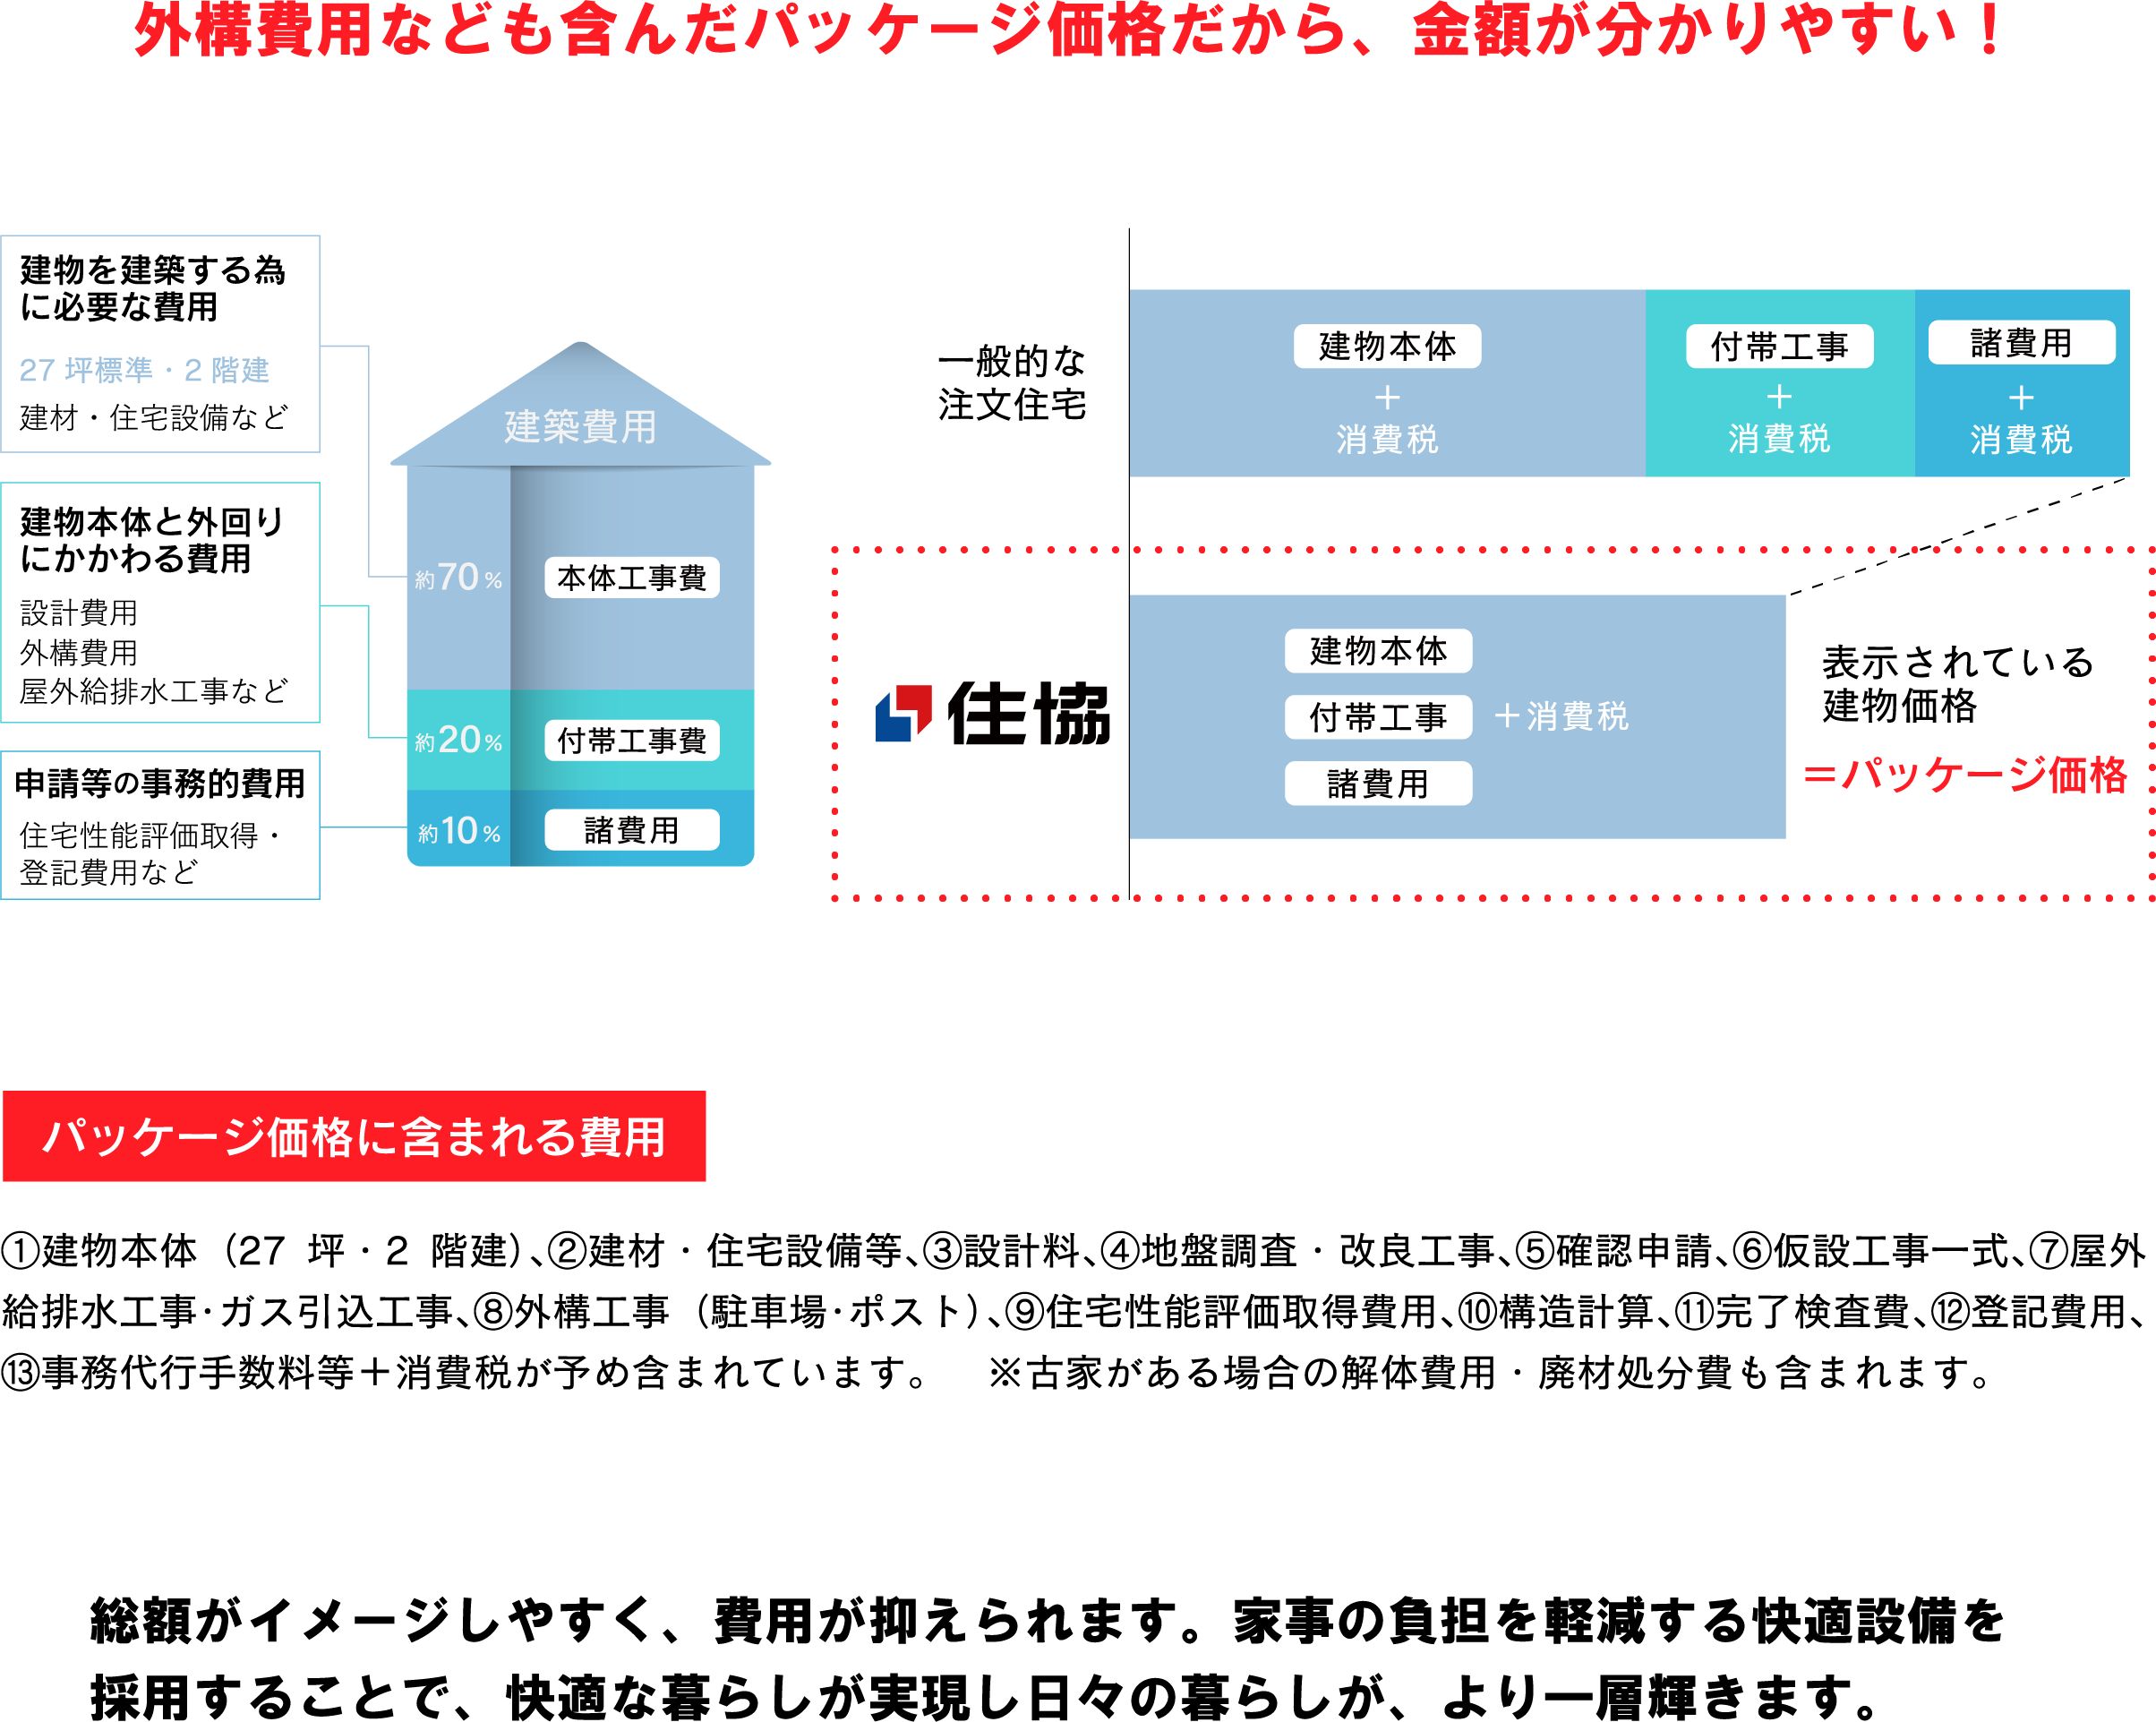 外構費用なども含んだパッケージ価格だから、金額が分かりやすい！
建物を建築する為
に必要な費用
27 坪標準・2 階建
建材・住宅設備など
建物本体と外回り
にかかわる費用
設計費用
外構費用
屋外給排水工事など
申請等の事務的費用
住宅性能評価取得・
登記費用など
建築費用
約70%
本体工事費
約20%
付帯工事費
約10%
諸費用
一般的な
注文住宅
建物本体
＋
消費税
付帯工事
＋
消費税
諸費用
＋
消費税
住協
建物本体
付帯工事
＋消費税
諸費用
表示されている
建物価格
＝パッケージ価格
パッケージ価格に含まれる費用
①建物本体（27 坪・2 階建）、②建材・住宅設備等、③設計料、④地盤調査・改良工事、⑤確認申請、⑥仮設工事一式、⑦屋外
給排水工事・ガス引込工事、⑧外構工事（駐車場・ポスト）、⑨住宅性能評価取得費用、⑩構造計算、⑪完了検査費、⑫登記費用、
⑬事務代行手数料等＋消費税が予め含まれています。　※古家がある場合の解体費用・廃材処分費も含まれます。
総額がイメージしやすく、費用が抑えられます。家事の負担を軽減する快適設備を
採用することで、快適な暮らしが実現し日々の暮らしが、より一層輝きます。